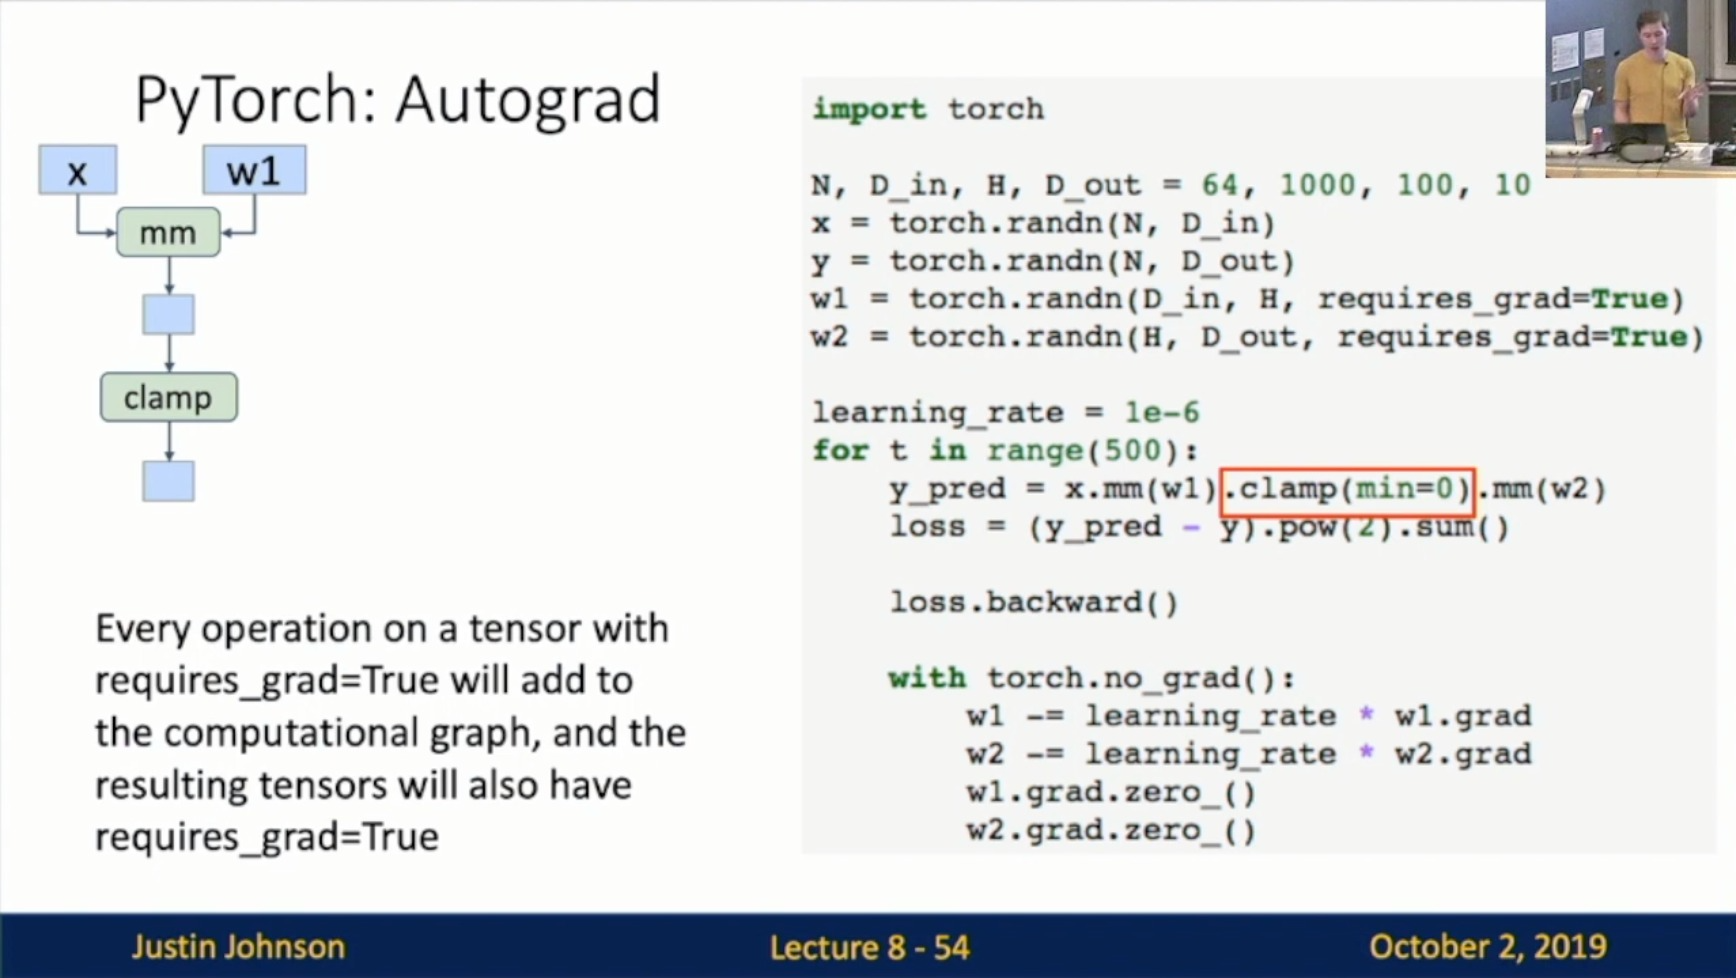 PyTorch: Autograd
x
w1
mm
clamp
Every operation on a tensor with
requires_grad=True will add to
the computational graph, and the
resulting tensors will also have
requires_grad=True
import torch
N, D_in, H, D_out = 64, 1000, 100, 10
x = torch.randn(N, D_in)
y = torch.randn(N, D_out)
w1 = torch.randn(D_in, H, requires_grad=True)
w2 = torch.randn(H, D_out, requires_grad=True)
learning_rate = 1e-6
for t in range(500):
y_pred = x.mm(w1).clamp(min=0).mm(w2)
loss = (y_pred - y).pow(2).sum()
loss.backward()
with torch.no_grad():
w1 -= learning_rate * w1.grad
w2 -= learning_rate * w2.grad
w1.grad.zero_()
w2.grad.zero_()
Justin Johnson
Lecture 8 - 54
October 2, 2019